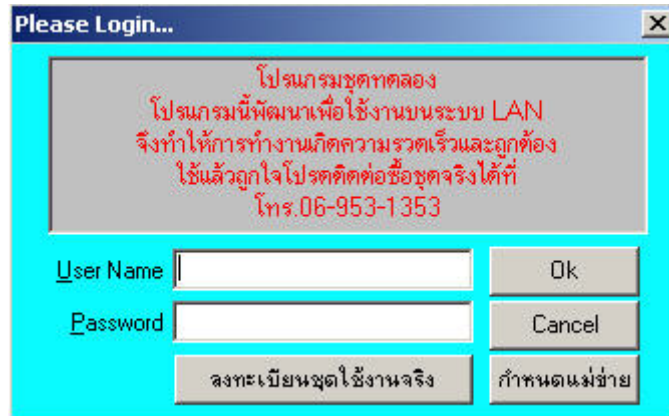 Please Login...
โปรแกรมชุดทดลอง
โปรแกรมนี้พัฒนาเพื่อใช้งานบนระบบ LAN
จึงทำให้การทำงานเกิดความรวดเร็วและถูกต้อง
ใช้แล้วถูกใจโปรดติดต่อซื้อชุดจริงได้ที่
โทร.06-953-1353
User Name
Ok
Password
Cancel
ลงทะเบียนชุดใช้งานจริง
กำหนดแม่ข่าย